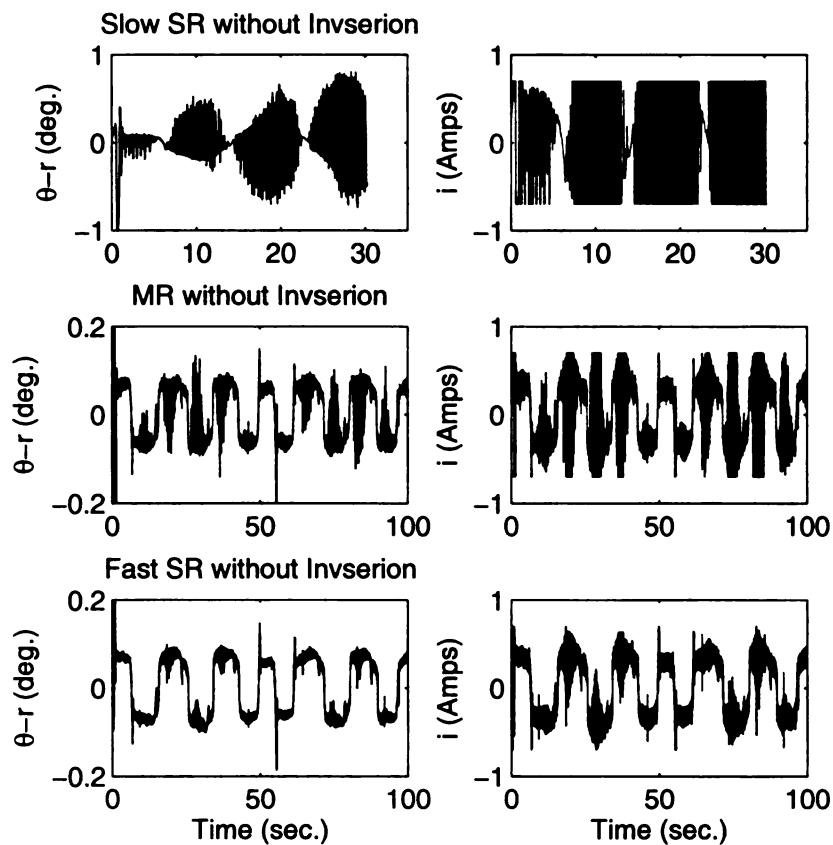 Slow SR without Invserion
1
0
−1
θ−r (deg.)
0 10 20 30
1
0
−1
i (Amps)
0 10 20 30
MR without Invserion
0.2
0
−0.2
θ−r (deg.)
0 50 100
1
0
−1
i (Amps)
0 50 100
Fast SR without Invserion
0.2
0
−0.2
θ−r (deg.)
0 50 100
Time (sec.)
1
0
−1
i (Amps)
0 50 100
Time (sec.)